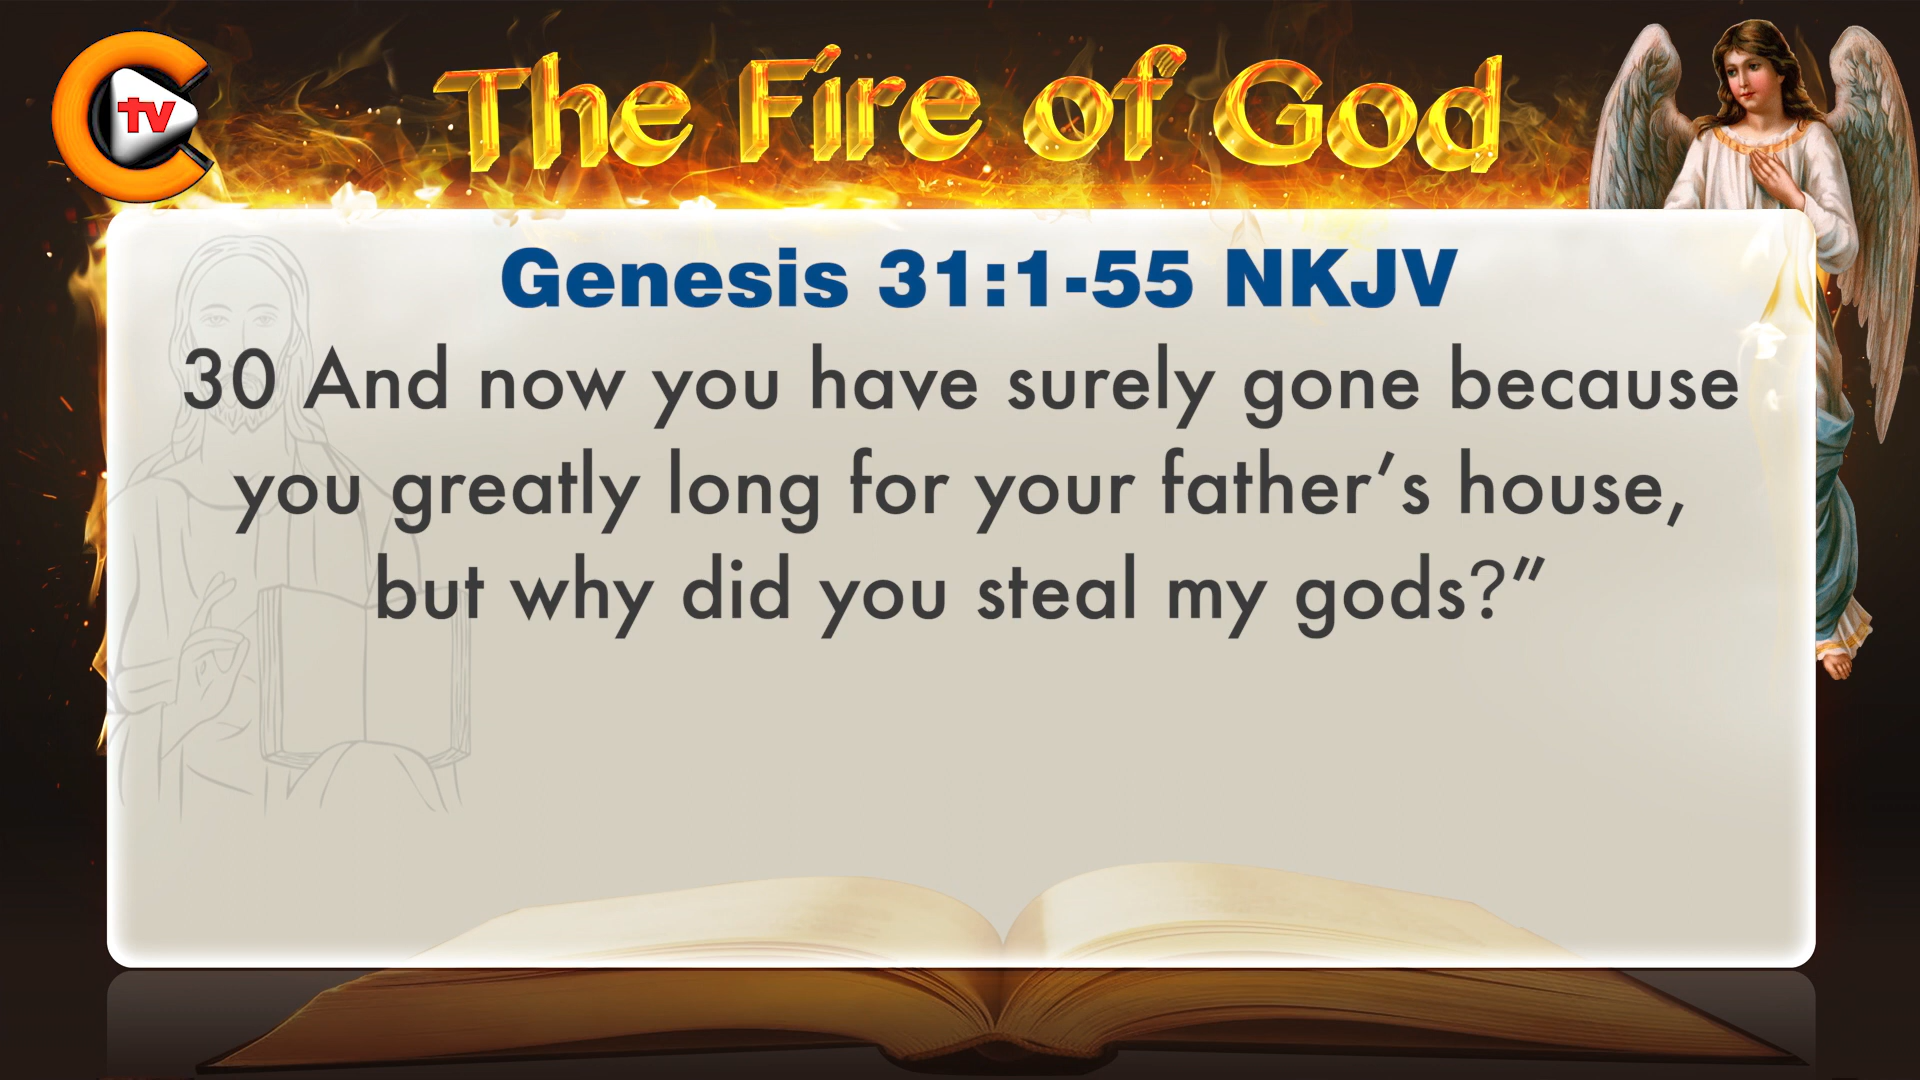 tv
The Fire of God
Genesis 31:1-55 NKJV
30 And now you have surely gone because
you greatly long for your father’s house,
but why did you steal my gods?”